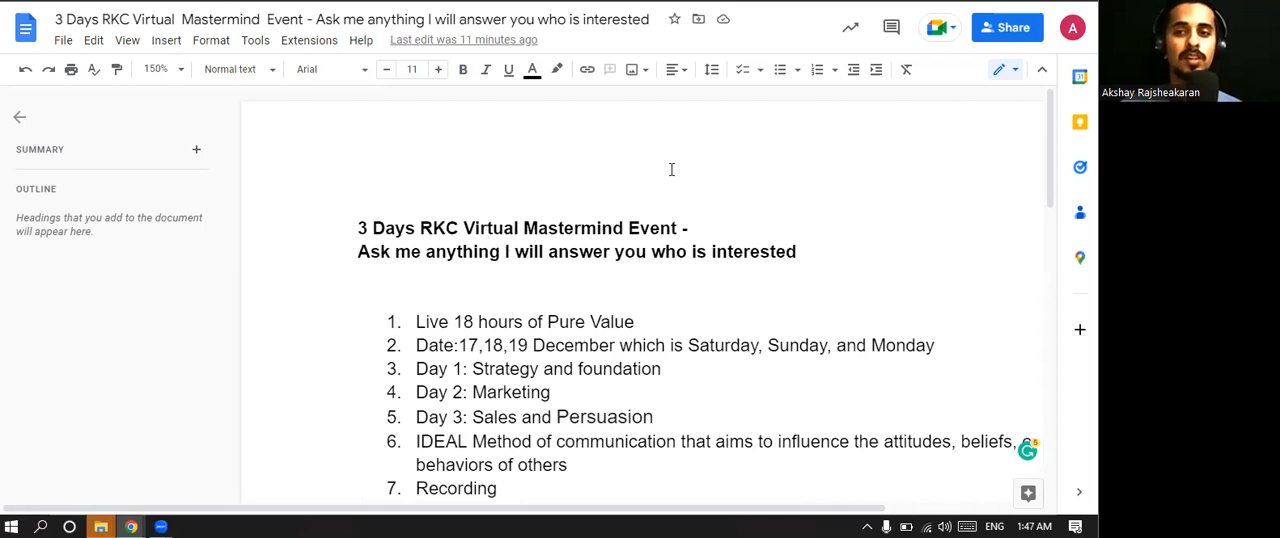 3 Days RKC Virtual Mastermind Event - Ask me anything I will answer you who is interested
File Edit View Insert Format Tools Extensions Help Last edit was 11 minutes ago
Share
A
150% Normal text Arial 11 B I U A
31
Akshay Rajsheakaran
SUMMARY
OUTLINE
Headings that you add to the document
will appear here.
3 Days RKC Virtual Mastermind Event -
Ask me anything I will answer you who is interested
1. Live 18 hours of Pure Value
2. Date:17,18,19 December which is Saturday, Sunday, and Monday
3. Day 1: Strategy and foundation
4. Day 2: Marketing
5. Day 3: Sales and Persuasion
6. IDEAL Method of communication that aims to influence the attitudes, beliefs,
behaviors of others
7. Recording
5
ENG 1:47 AM